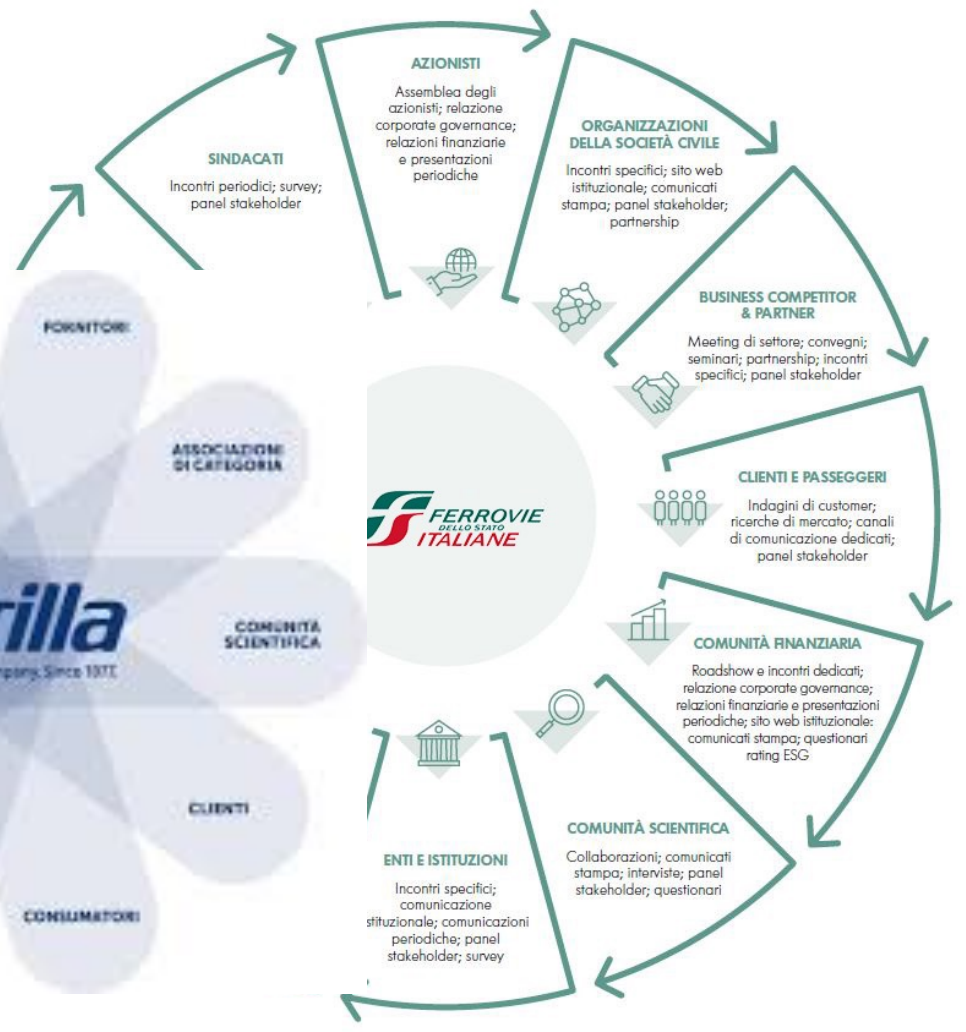 AZIONISTI
Assemblea degli
azionisti; relazione
corporate governance;
relazioni finanziarie
e presentazioni
periodiche
ORGANIZZAZIONI
DELLA SOCIETÀ CIVILE
Incontri specifici; sito web
istituzionale; comunicati
stampa; panel stakeholder;
partnership
SINDACATI
Incontri periodici; survey;
panel stakeholder
BUSINESS COMPETITOR
& PARTNER
Meeting di settore; convegni;
seminari; partnership; incontri
specifici; panel stakeholder
CLIENTI E PASSEGGERI
Indagini di customer;
ricerche di mercato; canali
di comunicazione dedicati;
panel stakeholder
COMUNITÀ FINANZIARIA
Roadshow e incontri dedicati;
relazione corporate governance;
relazioni finanziarie e presentazioni
periodiche; sito web istituzionale:
comunicati stampa; questionari
rating ESG
COMUNITÀ SCIENTIFICA
Collaborazioni; comunicati
stampa; interviste; panel
stakeholder; questionari
ENTI E ISTITUZIONI
Incontri specifici;
comunicazione
stituzionale; comunicazioni
periodiche; panel
stakeholder; survey
FERROVIE
DELLO STATO
ITALIANE
FORNITORI
ASSOCIAZIONI
DI CATEGORIA
rilla
Company. Since 1877.
COMUNITÀ
SCIENTIFICA
CLIENTI
CONSUMATORI